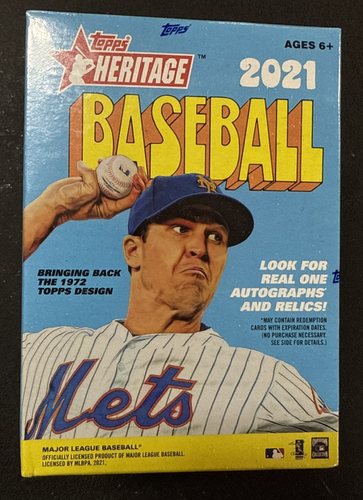 Topps
AGES 6+
Topps
HERITAGE™
2021
BASEBALL
BRINGING BACK
THE 1972
TOPPS DESIGN
LOOK FOR
REAL ONE
AUTOGRAPHS
AND RELICS!
*MAY CONTAIN REDEMPTION
CARDS WITH EXPIRATION DATES.
(NO PURCHASE NECESSARY.
SEE SIDE FOR DETAILS.)
Mets
MAJOR LEAGUE BASEBALL®
OFFICIALLY LICENSED PRODUCT OF MAJOR LEAGUE BASEBALL.
LICENSED BY MLBPA, 2021.